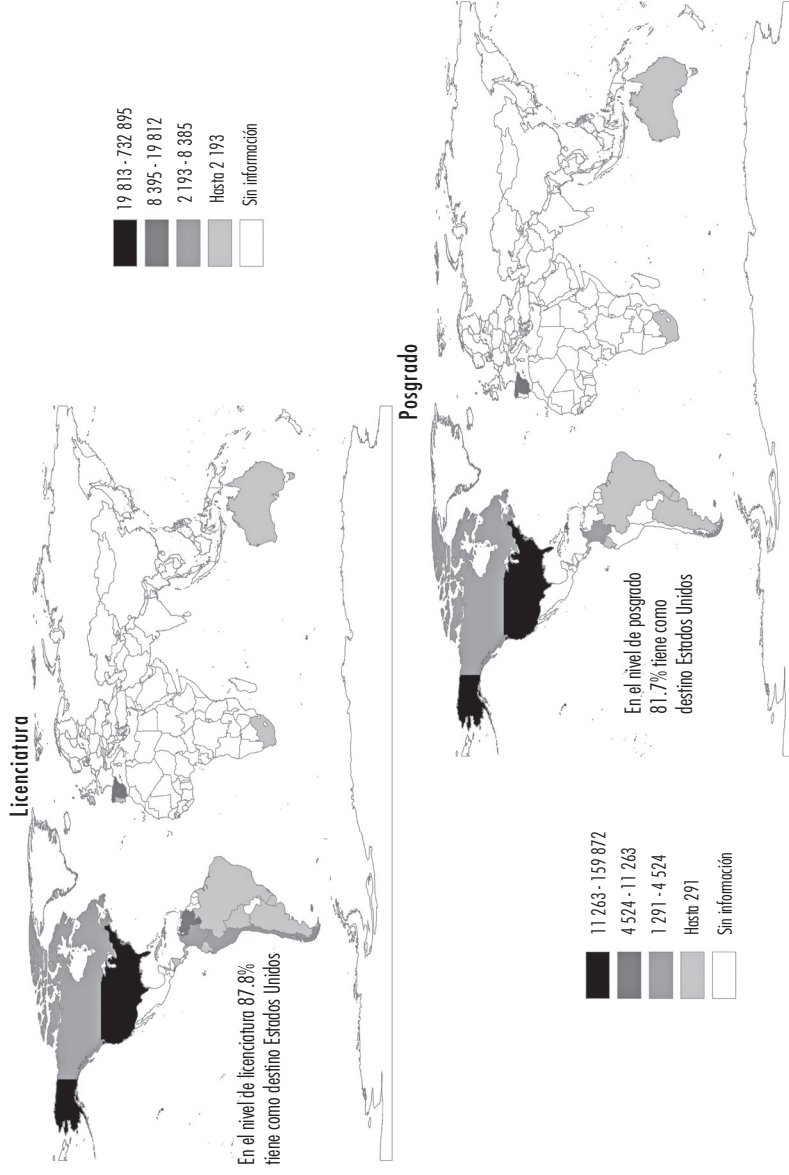 Licenciatura
19 813 - 732 895
8 395 - 19 812
2 193 - 8 385
Hasta 2 193
Sin información
En el nivel de licenciatura 87.8%
tiene como destino Estados Unidos
Posgrado
11 263 - 159 872
4 524 - 11 263
1 291 - 4 524
Hasta 291
Sin información
En el nivel de posgrado
81.7% tiene como
destino Estados Unidos